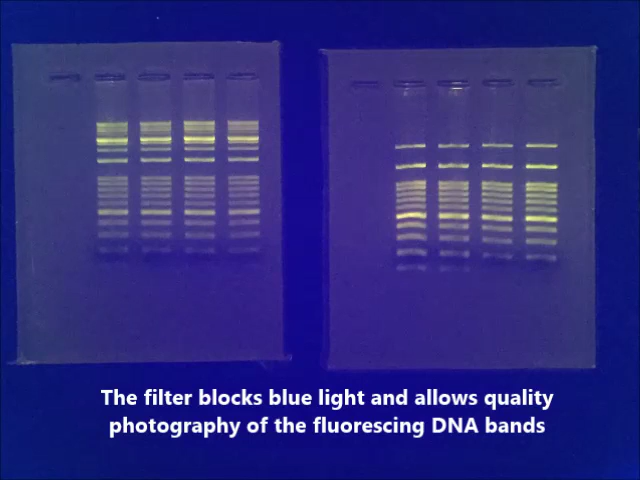 The filter blocks blue light and allows quality
photography of the fluorescing DNA bands